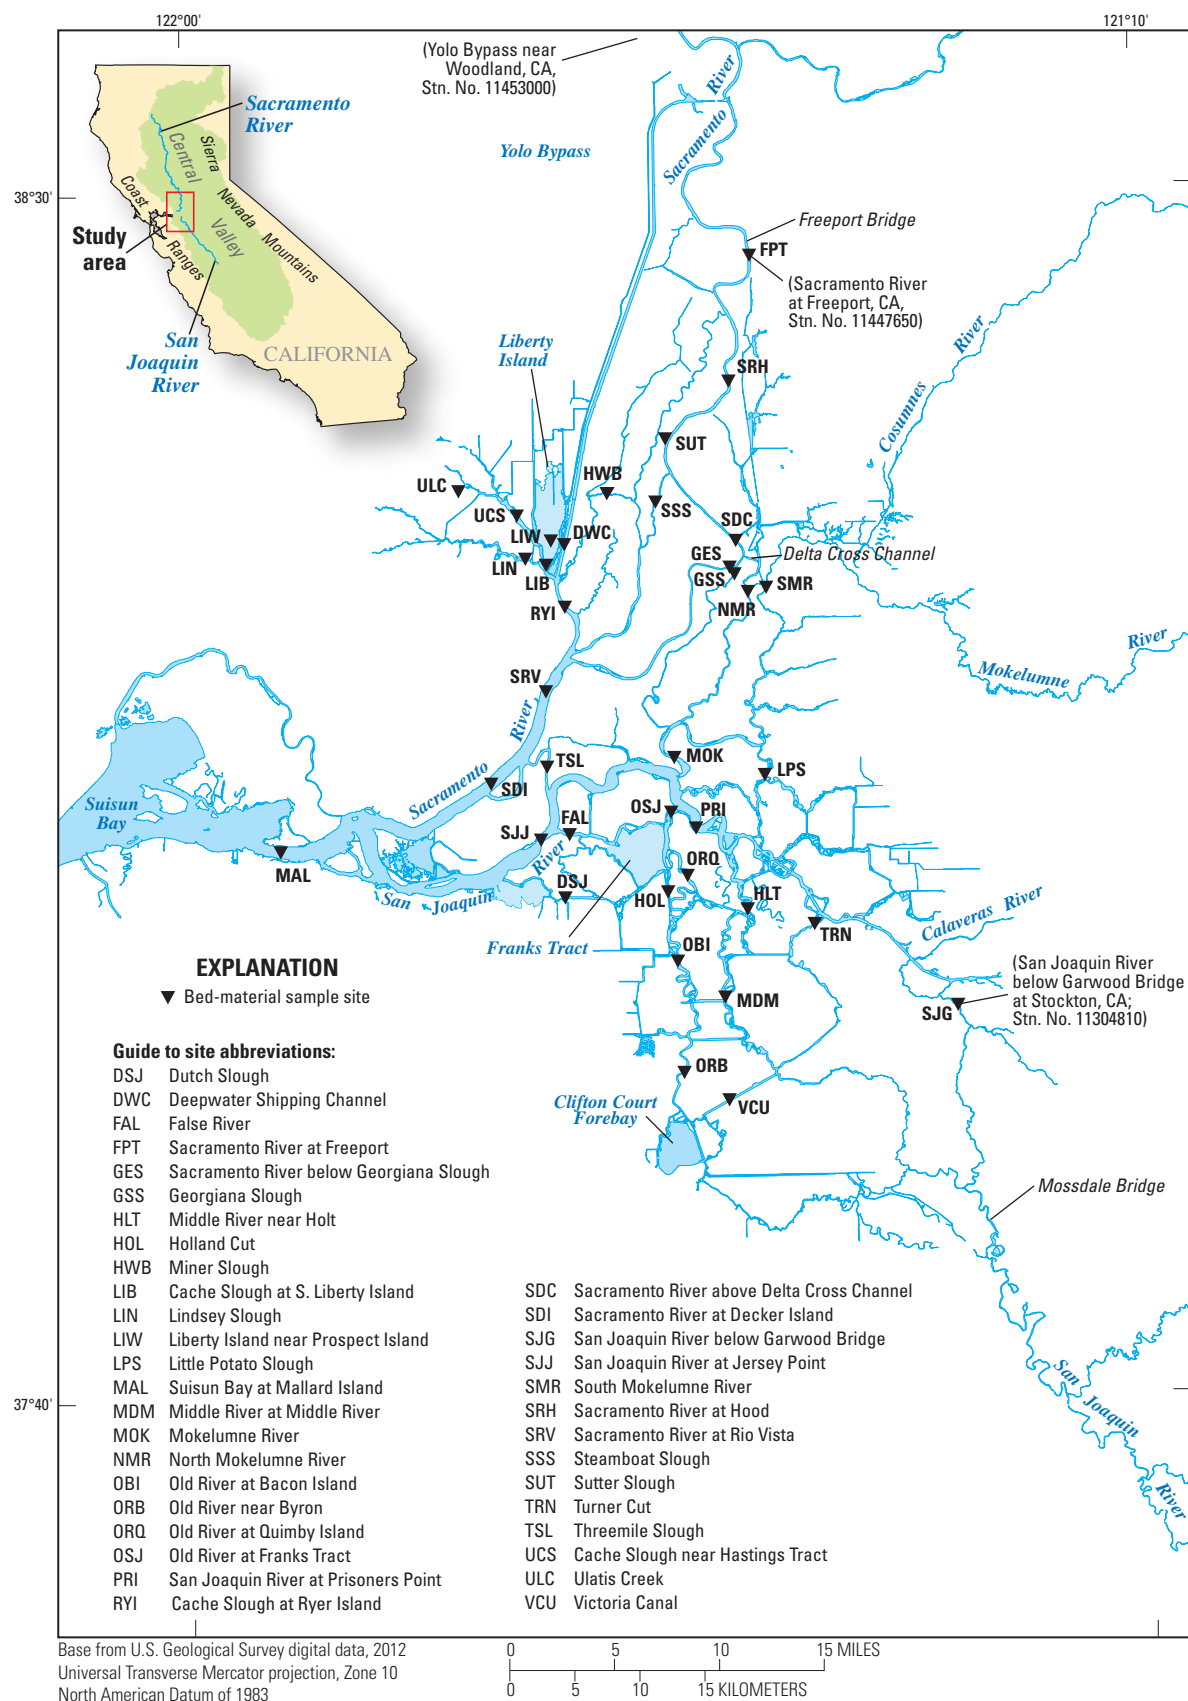 122°00'
121°10'
(Yolo Bypass near
Woodland, CA,
Stn. No. 11453000)
River
Sacramento
Yolo Bypass
Sacramento
River
Central
Valley
Sierra
Nevada
Mountains
Coast
Ranges
Study
area
San
Joaquin
River
CALIFORNIA
38°30'
Freeport Bridge
FPT
(Sacramento River
at Freeport, CA,
Stn. No. 11447650)
Liberty
Island
River
Cosumnes
SRH
SUT
HWB
ULC
SSS
UCS
SDC
LIW
DWC
GES
Delta Cross Channel
LIN
LIB
GSS
SMR
RYI
NMR
River
Mokelumne
SRV
River
Sacramento
TSL
MOK
LPS
SDI
Suisun
Bay
OSJ
PRI
FAL
SJJ
River
MAL
San
Joaquin
DSJ
ORQ
HOL
HLT
Calaveras River
TRN
Franks Tract
OBI
(San Joaquin River
below Garwood Bridge
at Stockton, CA;
Stn. No. 11304810)
MDM
SJG
ORB
Clifton Court
Forebay
VCU
Mossdale Bridge
San
Joaquin
River
37°40'
EXPLANATION
Bed-material sample site
Guide to site abbreviations:
DSJ Dutch Slough
DWC Deepwater Shipping Channel
FAL False River
FPT Sacramento River at Freeport
GES Sacramento River below Georgiana Slough
GSS Georgiana Slough
HLT Middle River near Holt
HOL Holland Cut
HWB Miner Slough
LIB Cache Slough at S. Liberty Island
LIN Lindsey Slough
LIW Liberty Island near Prospect Island
LPS Little Potato Slough
MAL Suisun Bay at Mallard Island
MDM Middle River at Middle River
MOK Mokelumne River
NMR North Mokelumne River
OBI Old River at Bacon Island
ORB Old River near Byron
ORQ Old River at Quimby Island
OSJ Old River at Franks Tract
PRI San Joaquin River at Prisoners Point
RYI Cache Slough at Ryer Island
SDC Sacramento River above Delta Cross Channel
SDI Sacramento River at Decker Island
SJG San Joaquin River below Garwood Bridge
SJJ San Joaquin River at Jersey Point
SMR South Mokelumne River
SRH Sacramento River at Hood
SRV Sacramento River at Rio Vista
SSS Steamboat Slough
SUT Sutter Slough
TRN Turner Cut
TSL Threemile Slough
UCS Cache Slough near Hastings Tract
ULC Ulatis Creek
VCU Victoria Canal
Base from U.S. Geological Survey digital data, 2012
Universal Transverse Mercator projection, Zone 10
North American Datum of 1983
0 5 10 15 MILES
0 5 10 15 KILOMETERS